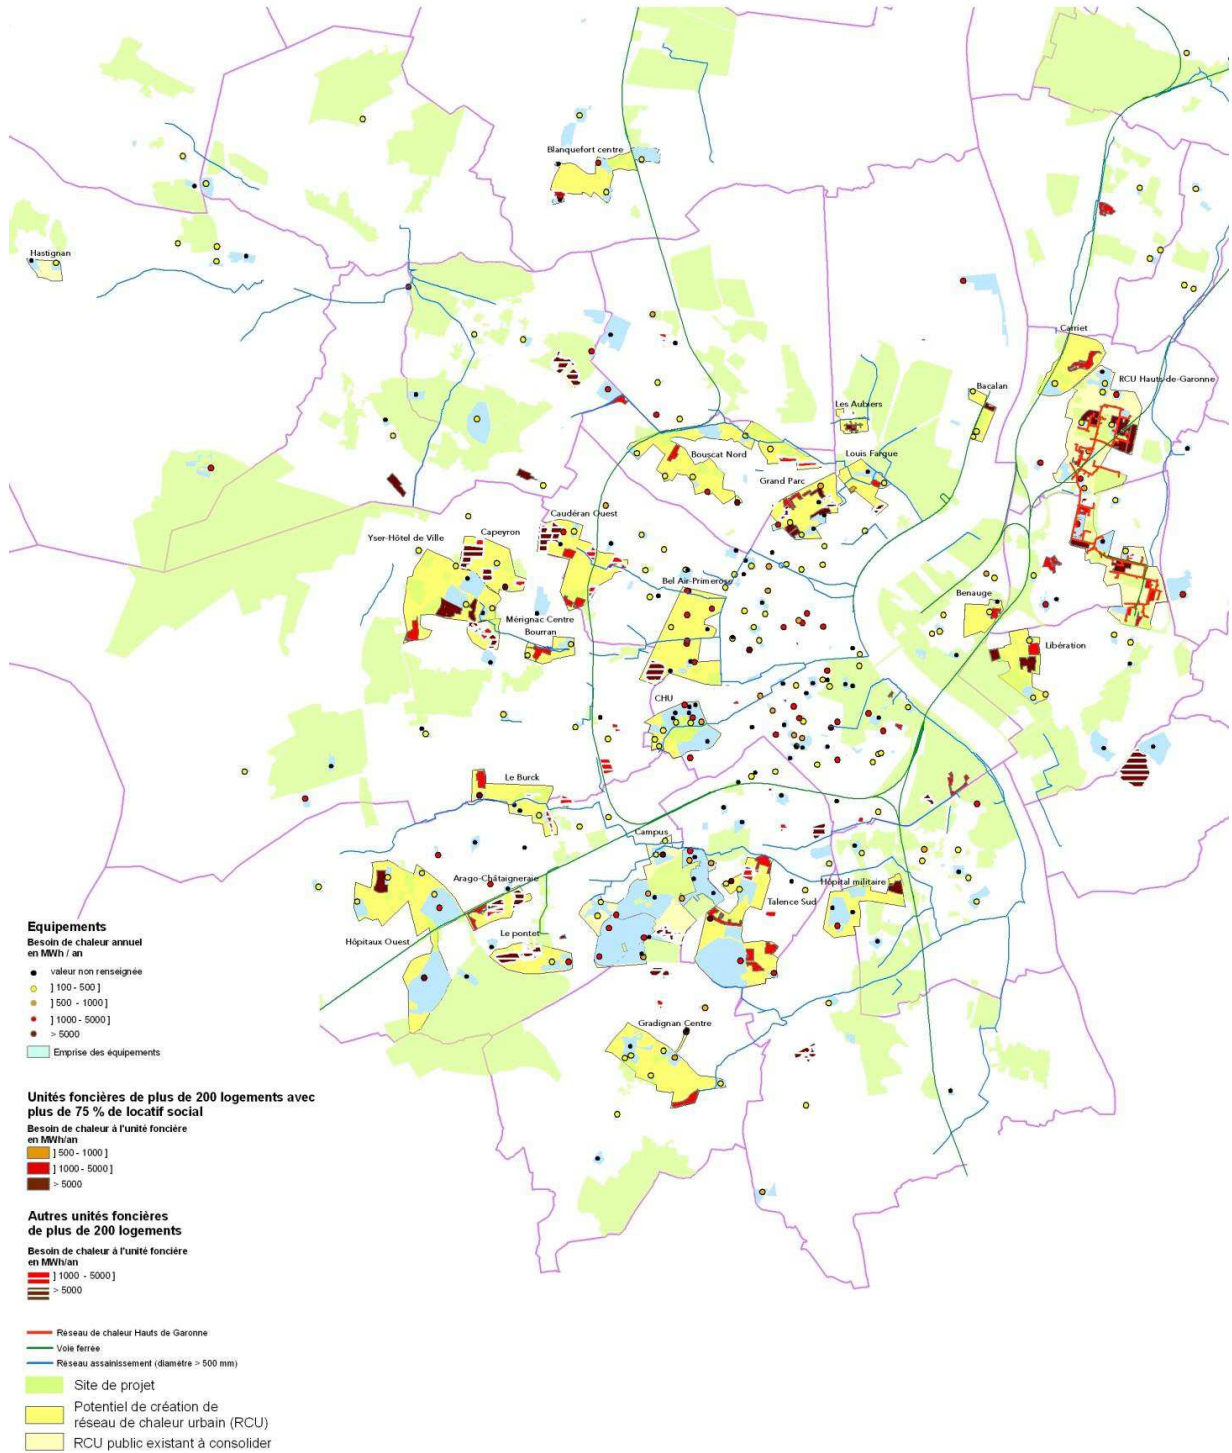 Blanquefort centre
Hastignan
Carriet
RCU Hauts-de-Garonne
Bacalan
Les Aubiers
Bouscat Nord
Louis Fargue
Grand Parc
Caudéran Ouest
Yser-Hôtel de Ville
Capeyron
Bel Air-Primerose
Benauge
Mérignac Centre
Bourran
Libération
CHU
Le Burck
Campus
Arago-Châtaigneraie
Hôpital militaire
Talence Sud
Hôpitaux Ouest
Le pontet
Gradignan Centre
Equipements
Besoin de chaleur annuel
en MWh / an
valeur non renseignée
] 100 - 500 ]
] 500 - 1000 ]
] 1000 - 5000 ]
> 5000
Emprise des équipements
Unités foncières de plus de 200 logements avec
plus de 75 % de locatif social
Besoin de chaleur à l'unité foncière
en MWh/an
] 500 - 1000 ]
] 1000 - 5000 ]
> 5000
Autres unités foncières
de plus de 200 logements
Besoin de chaleur à l'unité foncière
en MWh/an
] 1000 - 5000 ]
> 5000
Réseau de chaleur Hauts de Garonne
Voie ferrée
Réseau assainissement (diamètre > 500 mm)
Site de projet
Potentiel de création de
réseau de chaleur urbain (RCU)
RCU public existant à consolider